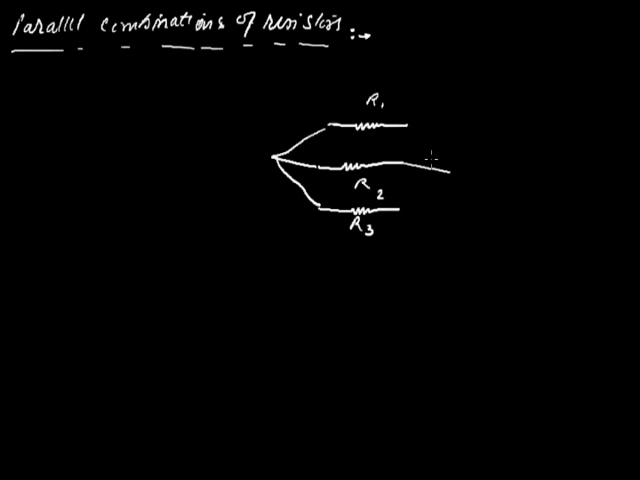 Parallel combinations of resistors :→
R1
R2
R3